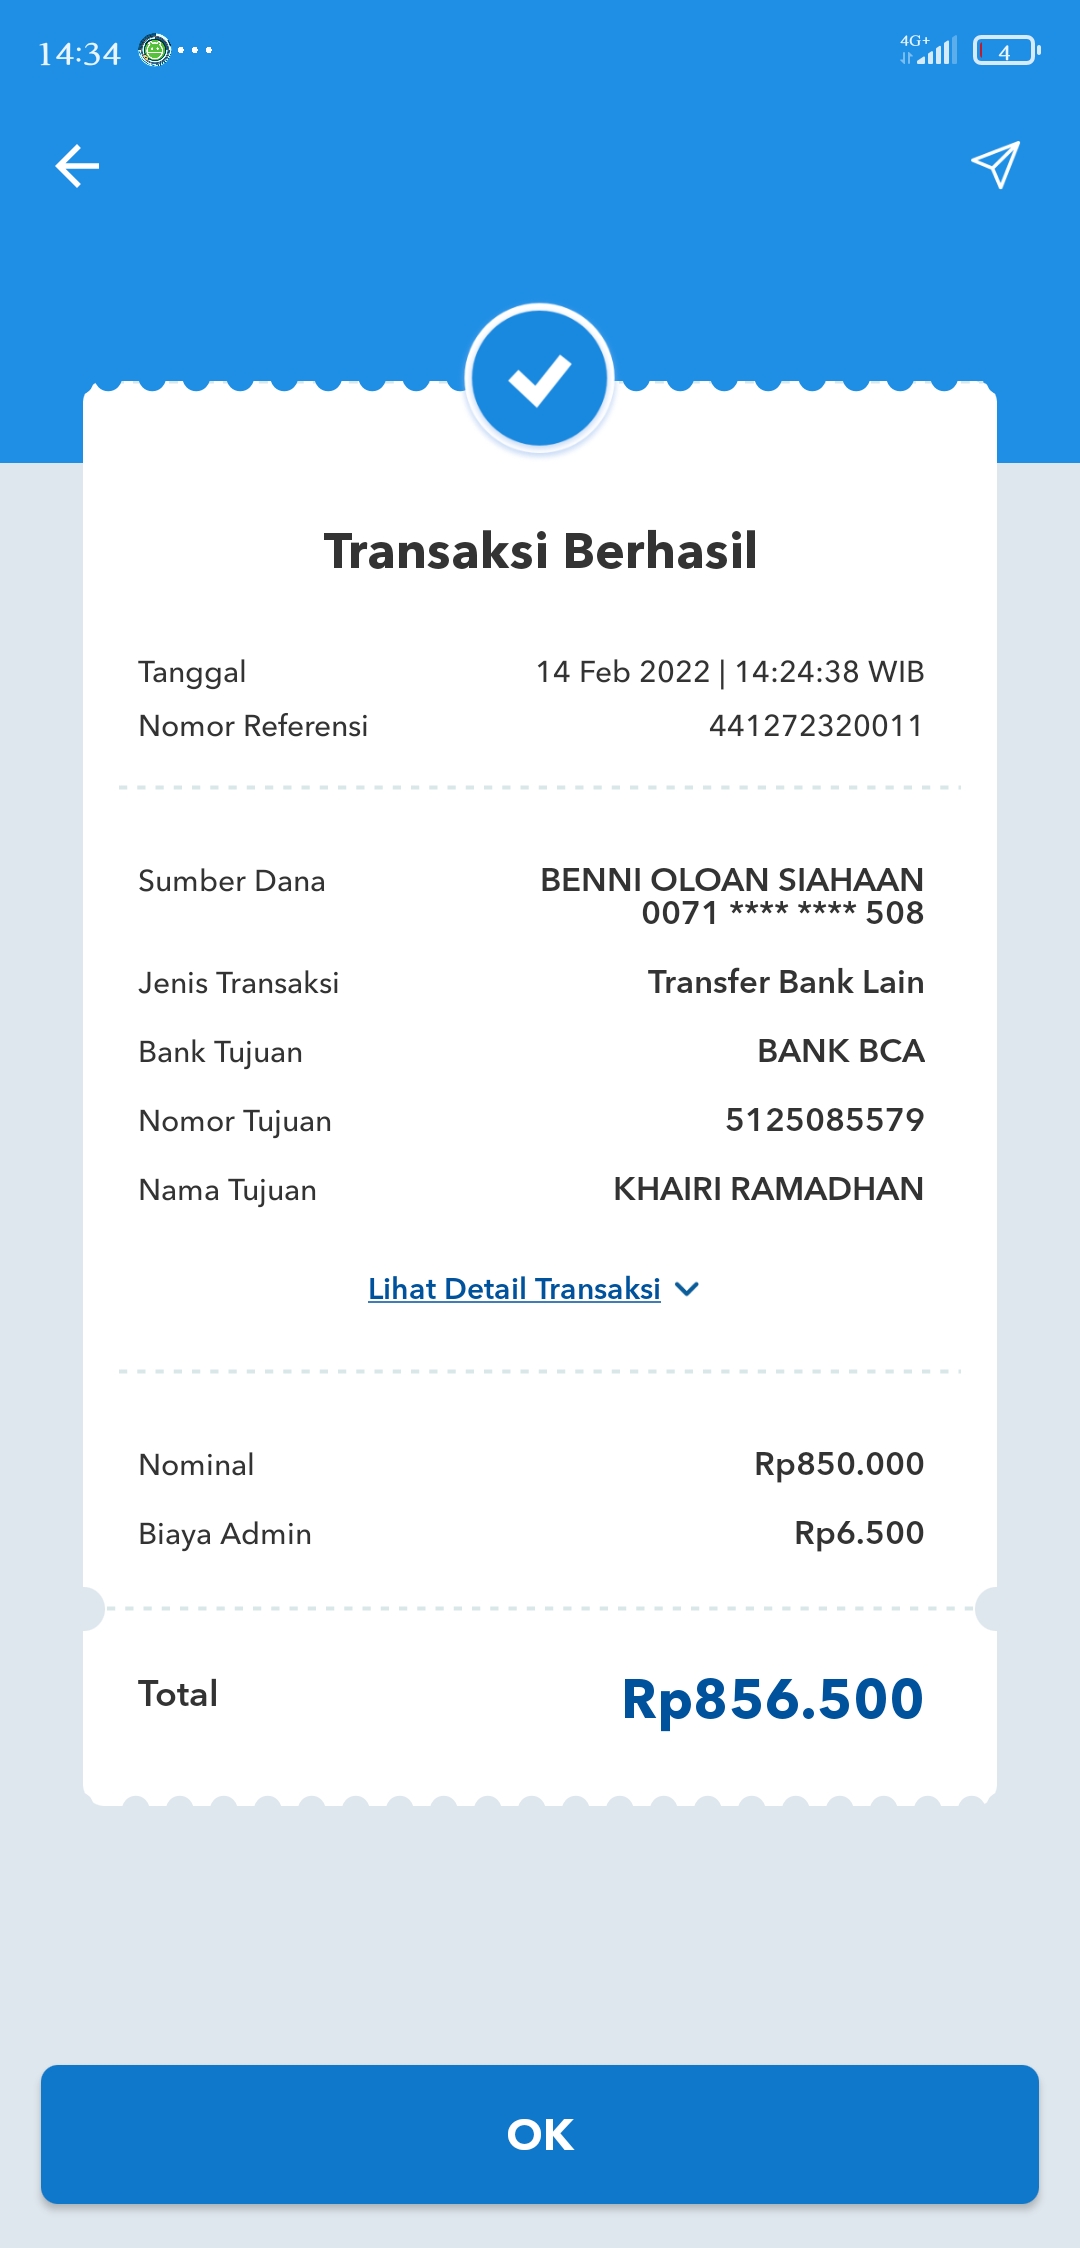 14:34
4G+
4
Transaksi Berhasil
Tanggal 14 Feb 2022 | 14:24:38 WIB
Nomor Referensi 441272320011
Sumber Dana BENNI OLOAN SIAHAAN
0071 **** **** 508
Jenis Transaksi Transfer Bank Lain
Bank Tujuan BANK BCA
Nomor Tujuan 5125085579
Nama Tujuan KHAIRI RAMADHAN
Lihat Detail Transaksi
Nominal Rp850.000
Biaya Admin Rp6.500
Total Rp856.500
OK